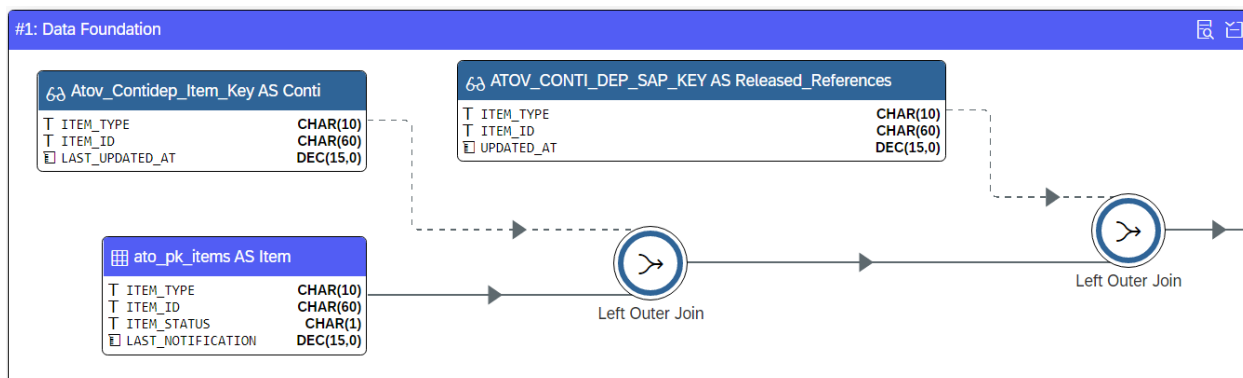 #1: Data Foundation
Atov_Contidep_Item_Key AS Conti
ITEM_TYPE CHAR(10)
ITEM_ID CHAR(60)
LAST_UPDATED_AT DEC(15,0)
ATOV_CONTI_DEP_SAP_KEY AS Released_References
ITEM_TYPE CHAR(10)
ITEM_ID CHAR(60)
UPDATED_AT DEC(15,0)
ato_pk_items AS Item
ITEM_TYPE CHAR(10)
ITEM_ID CHAR(60)
ITEM_STATUS CHAR(1)
LAST_NOTIFICATION DEC(15,0)
Left Outer Join
Left Outer Join